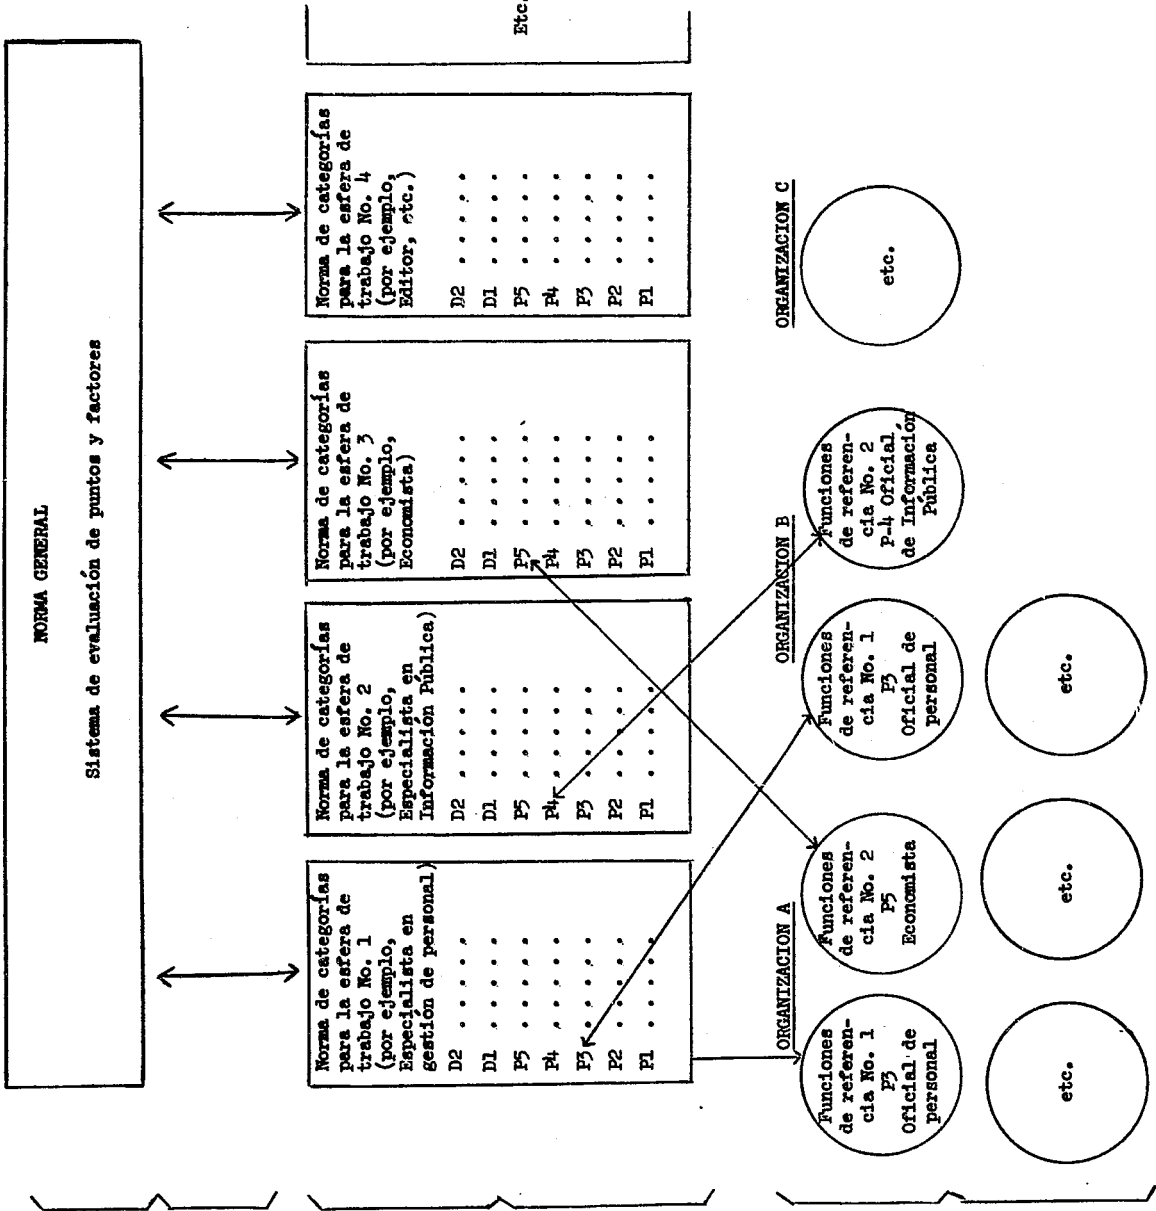 NORMA GENERAL
Sistema de evaluación de puntos y factores
Norma de categorías
para la esfera de
trabajo No. 1
(por ejemplo,
Especialista en
gestión de personal)
D2 . . . . . .
D1 . . . . . .
P5 . . . . . .
P4 . . . . . .
P3 . . . . . .
P2 . . . . . .
P1 . . . . . .
Norma de categorías
para la esfera de
trabajo No. 2
(por ejemplo,
Especialista en
Información Pública)
D2 . . . . . .
D1 . . . . . .
P5 . . . . . .
P4 . . . . . .
P3 . . . . . .
P2 . . . . . .
P1 . . . . . .
Norma de categorías
para la esfera de
trabajo No. 3
(por ejemplo,
Economista)
D2 . . . . . .
D1 . . . . . .
P5 . . . . . .
P4 . . . . . .
P3 . . . . . .
P2 . . . . . .
P1 . . . . . .
Norma de categorías
para la esfera de
trabajo No. 4
(por ejemplo,
Editor, etc.)
D2 . . . . . .
D1 . . . . . .
P5 . . . . . .
P4 . . . . . .
P3 . . . . . .
P2 . . . . . .
P1 . . . . . .
Etc.
ORGANIZACION A
Funciones
de referen-
cia No. 1
P3
Oficial de
personal
Funciones
de referen-
cia No. 2
P5
Economista
etc.
etc.
ORGANIZACION B
Funciones
de referen-
cia No. 1
P3
Oficial de
personal
Funciones
de referen-
cia No. 2
P-4 Oficial
de Información
Pública
etc.
ORGANIZACION C
etc.